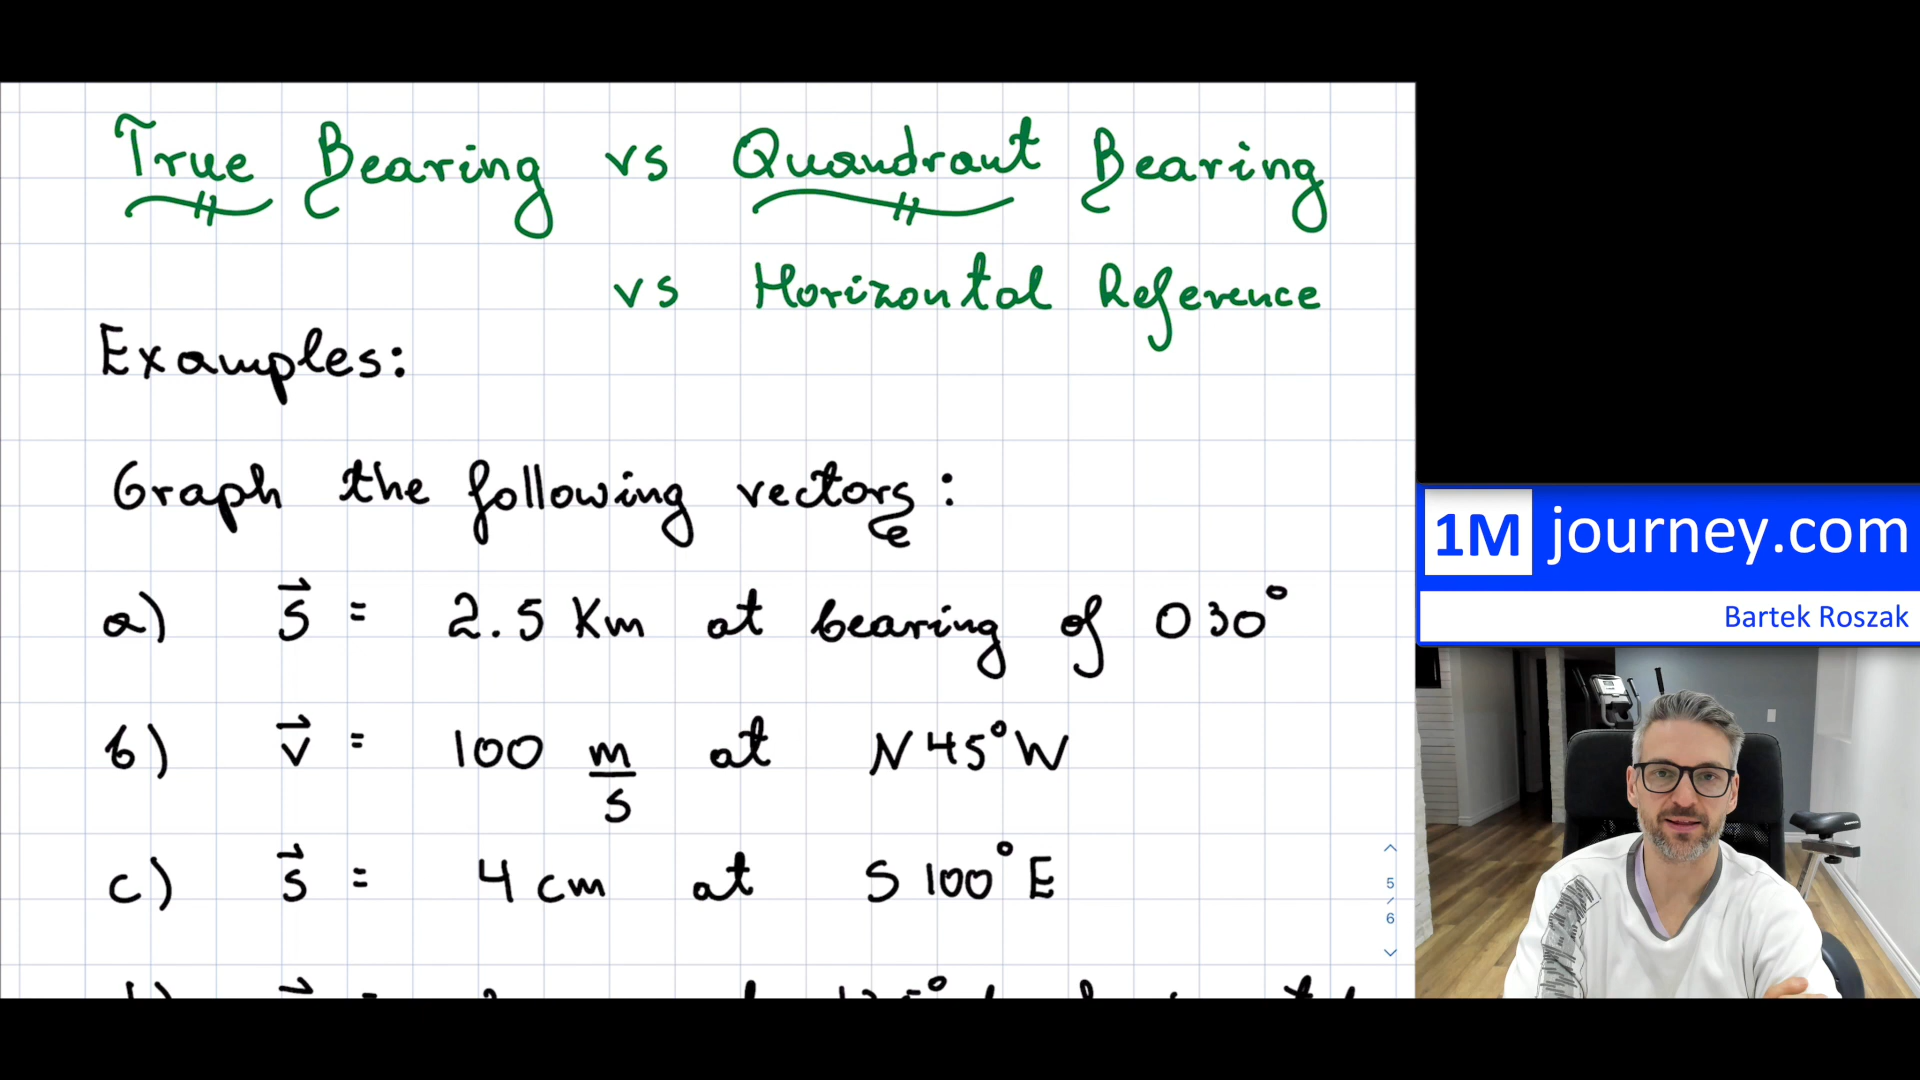 True Bearing vs Quandrant Bearing
vs Horizontal Reference
Examples:
Graph the following vectors:
a) s⃗ = 2.5 Km at bearing of 030°
b) v⃗ = 100 m/s at N45°W
c) s⃗ = 4 cm at S 100° E
5
/
6
1M journey.com
Bartek Roszak